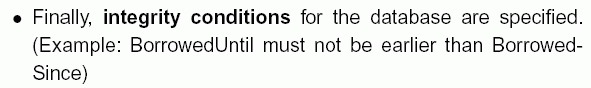 • Finally, integrity conditions for the database are specified.
(Example: BorrowedUntil must not be earlier than Borrowed-
Since)